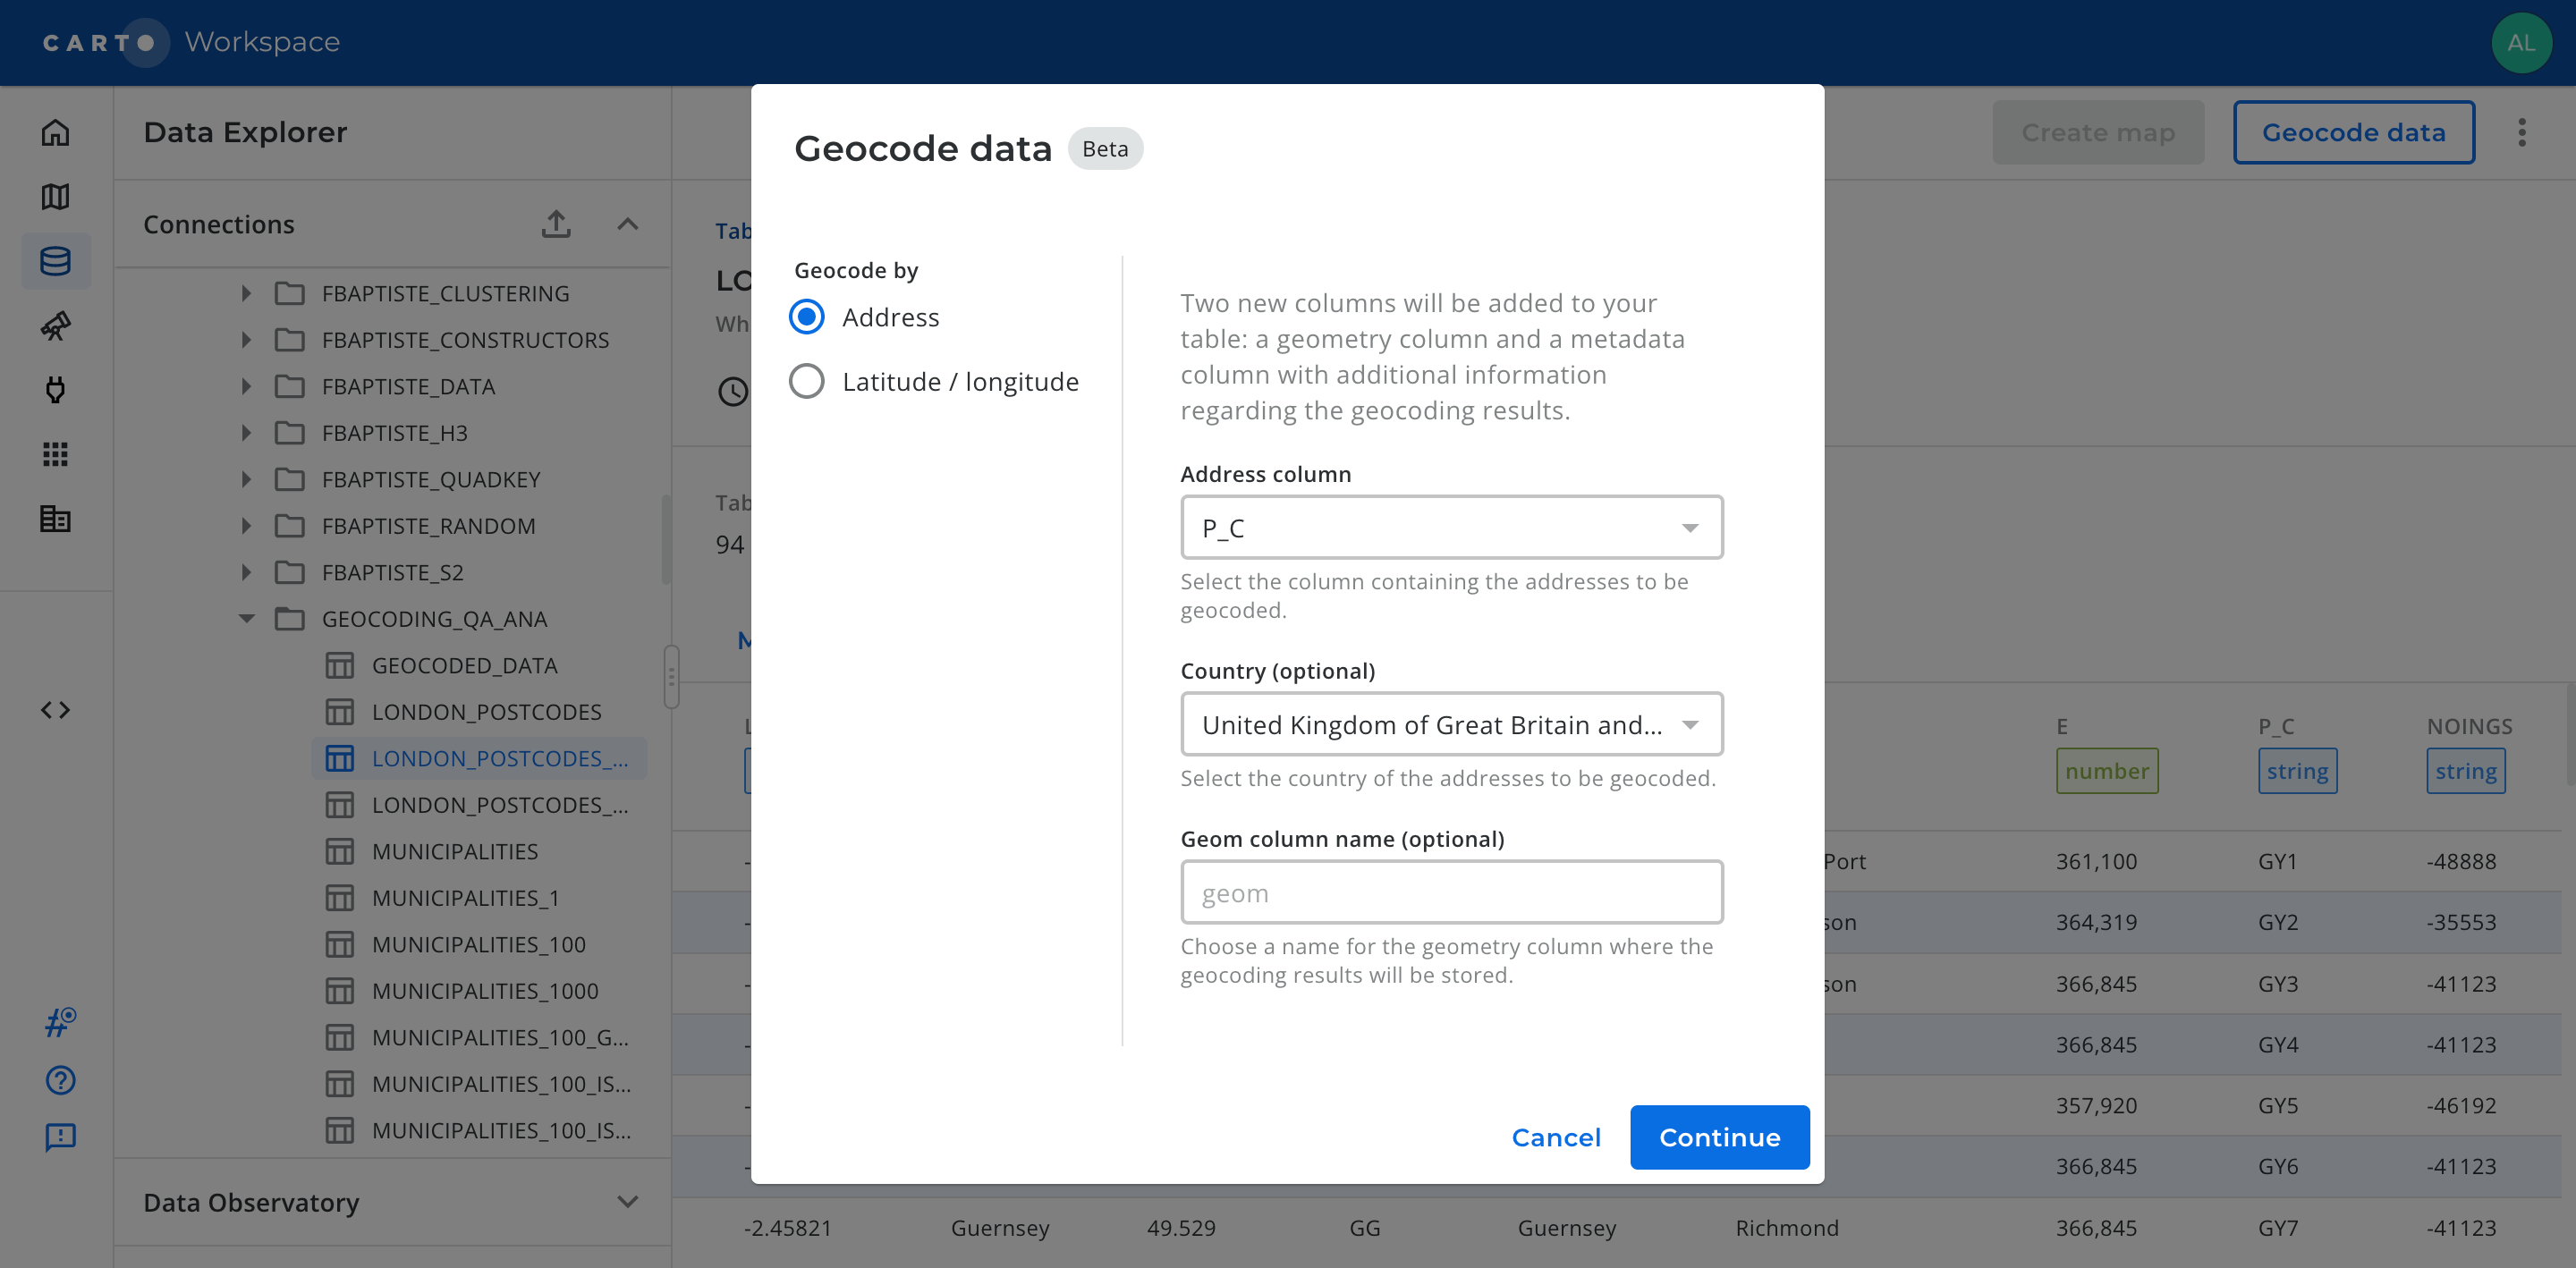 CARTO Workspace
AL
Data Explorer
Create map
Geocode data
Connections
FBAPTISTE_CLUSTERING
FBAPTISTE_CONSTRUCTORS
FBAPTISTE_DATA
FBAPTISTE_H3
FBAPTISTE_QUADKEY
FBAPTISTE_RANDOM
FBAPTISTE_S2
GEOCODING_QA_ANA
GEOCODED_DATA
LONDON_POSTCODES
LONDON_POSTCODES_...
LONDON_POSTCODES_...
MUNICIPALITIES
MUNICIPALITIES_1
MUNICIPALITIES_100
MUNICIPALITIES_1000
MUNICIPALITIES_100_G...
MUNICIPALITIES_100_IS...
MUNICIPALITIES_100_IS...
Data Observatory
Tab
LO
Wh
Tab
94
Geocode data Beta
Geocode by
Address
Latitude / longitude
Two new columns will be added to your
table: a geometry column and a metadata
column with additional information
regarding the geocoding results.
Address column
P_C
Select the column containing the addresses to be
geocoded.
Country (optional)
United Kingdom of Great Britain and...
Select the country of the addresses to be geocoded.
Geom column name (optional)
geom
Choose a name for the geometry column where the
geocoding results will be stored.
Cancel
Continue
E P_C NOINGS
number string string
Port 361,100 GY1 -48888
son 364,319 GY2 -35553
son 366,845 GY3 -41123
366,845 GY4 -41123
357,920 GY5 -46192
366,845 GY6 -41123
-2.45821 Guernsey 49.529 GG Guernsey Richmond 366,845 GY7 -41123